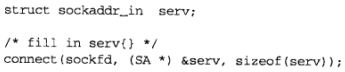 struct sockaddr_in  serv;
/* fill in serv{} */
connect(sockfd, (SA *) &serv, sizeof(serv));